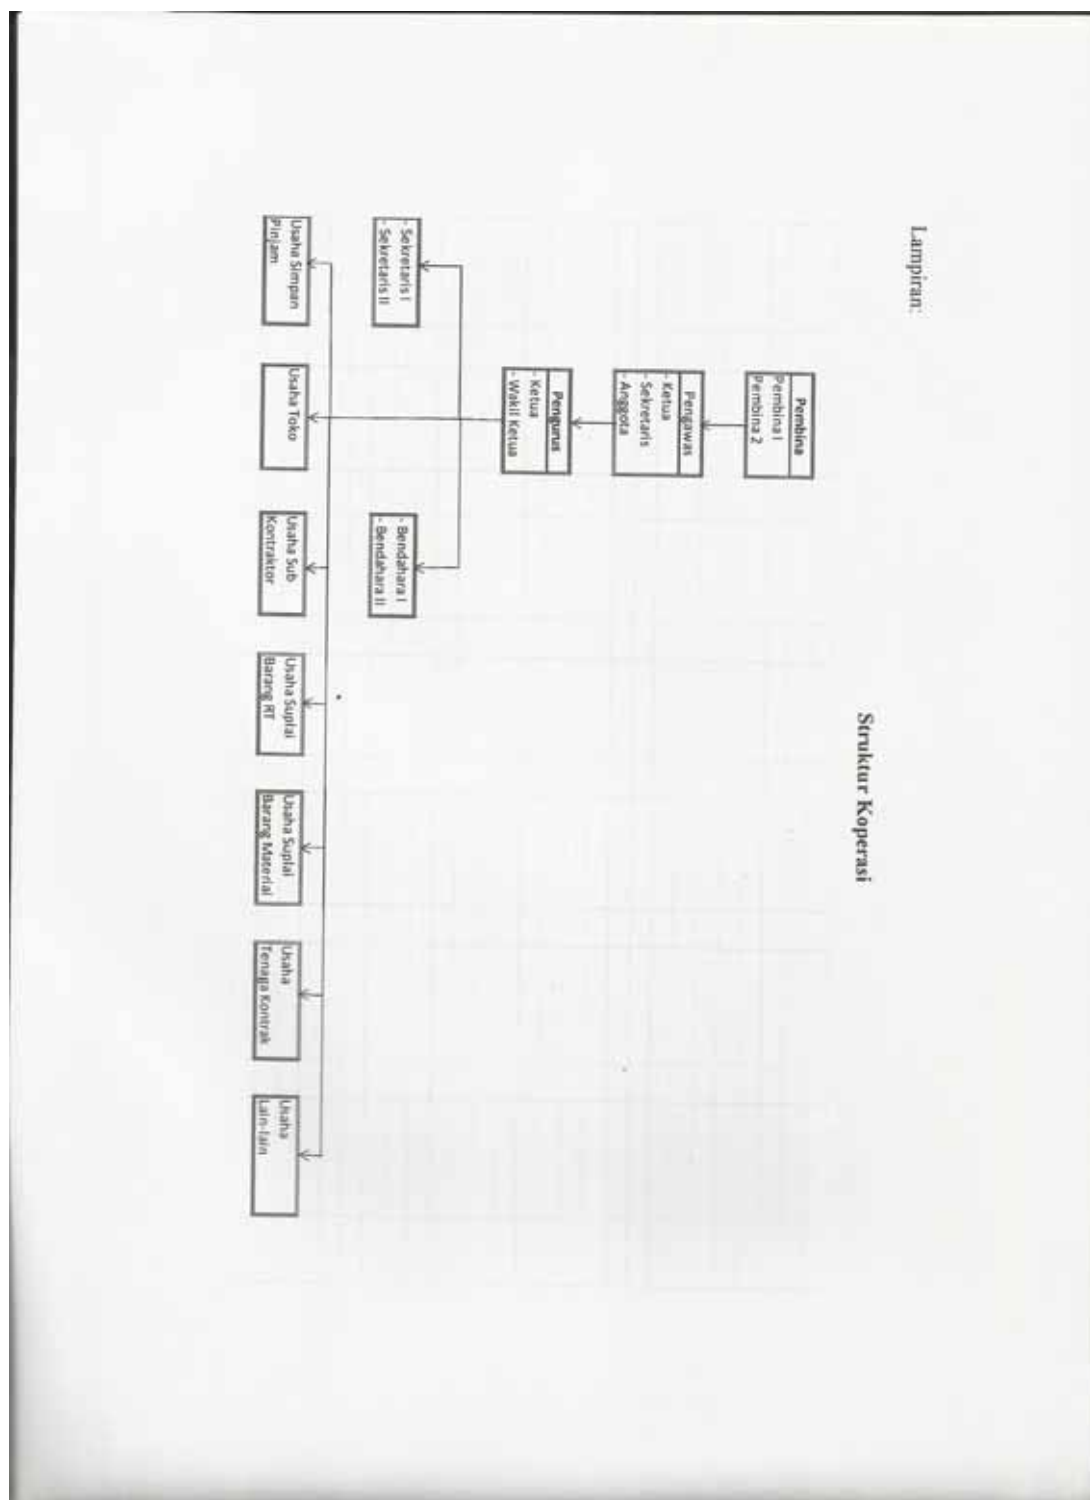 Lampiran:
Struktur Koperasi
Pembina
Pembina I
Pembina 2
Pengawas
- Ketua
- Sekretaris
- Anggota
Pengurus
- Ketua
- Wakil Ketua
- Sekretaris I
- Sekretaris II
- Bendahara I
- Bendahara II
Usaha Simpan
Pinjam
Usaha Toko
Usaha Sub
Kontraktor
Usaha Suplai
Barang RT
Usaha Suplai
Barang Material
Usaha
Tenaga Kontrak
Usaha
Lain-lain